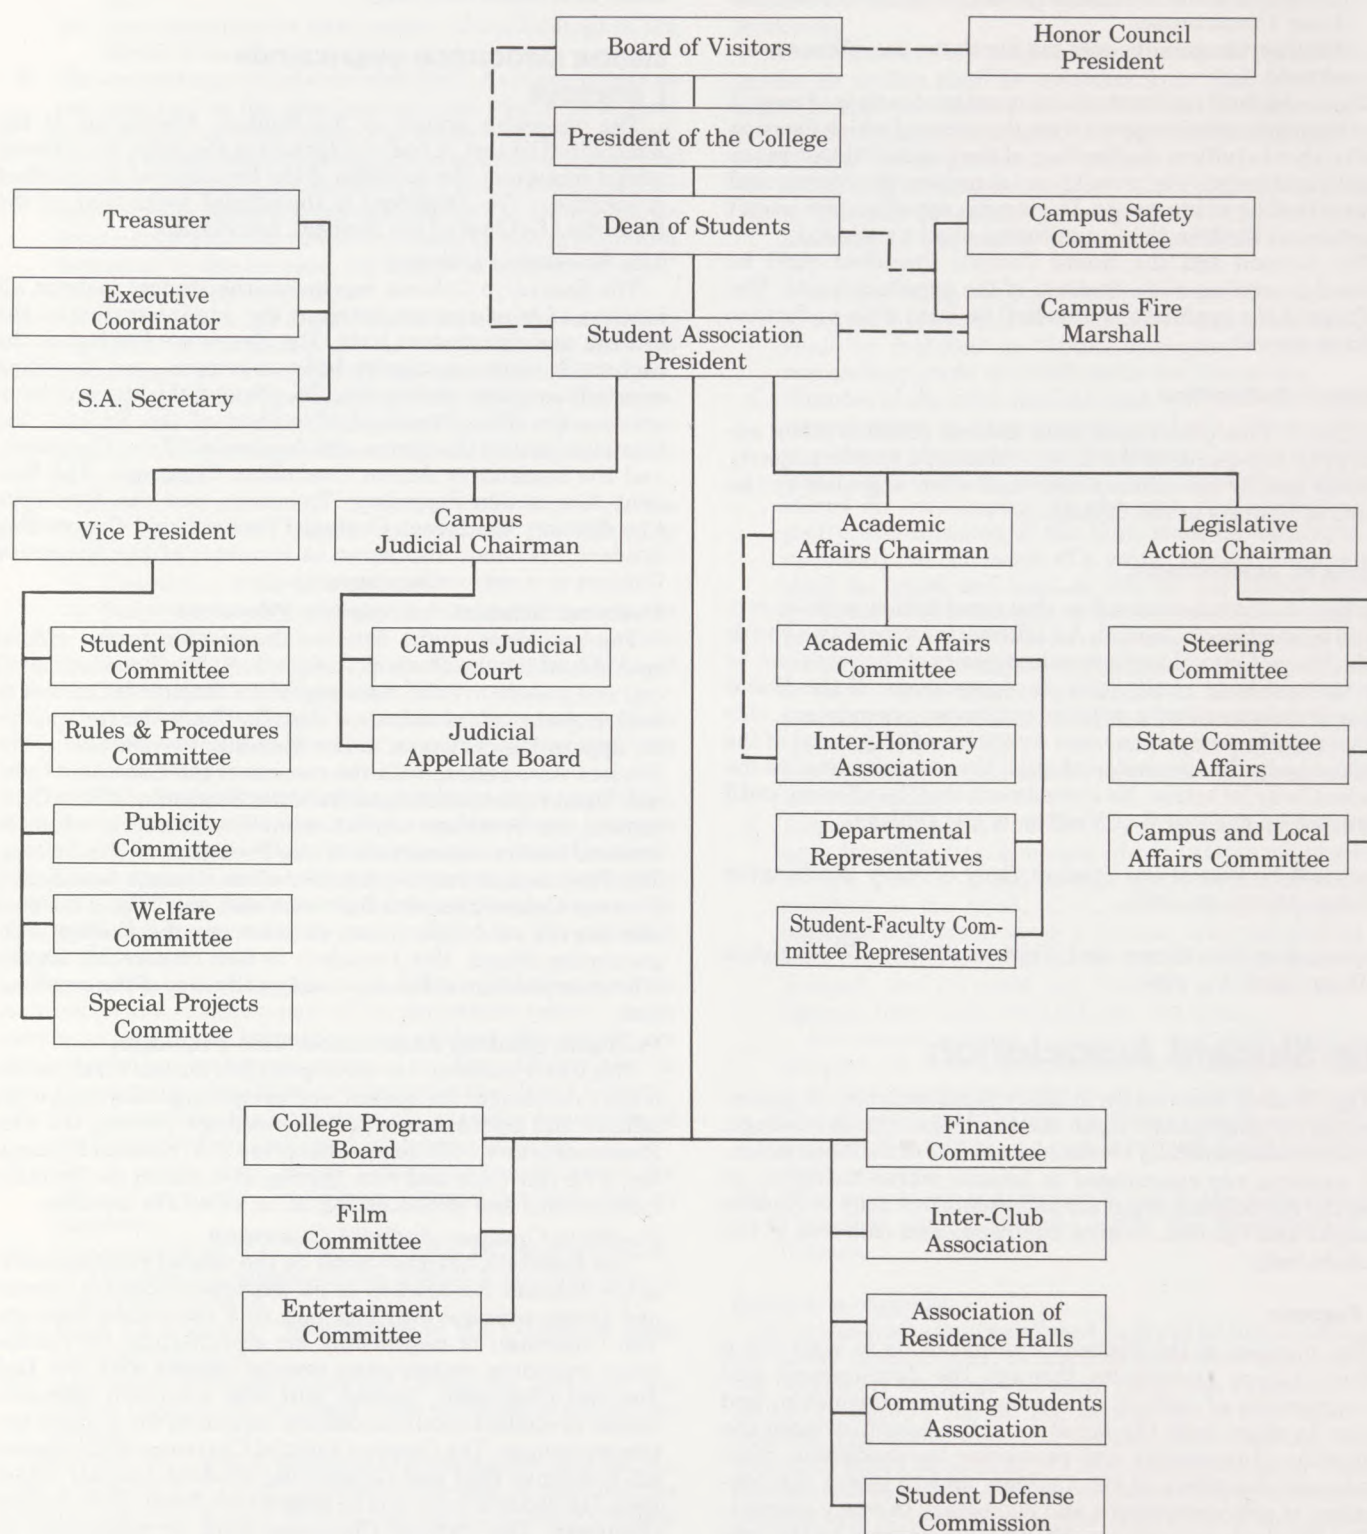 Board of Visitors
Honor Council
President
President of the College
Treasurer
Dean of Students
Campus Safety
Committee
Executive
Coordinator
Student Association
President
Campus Fire
Marshall
S.A. Secretary
Vice President
Campus
Judicial Chairman
Academic
Affairs Chairman
Legislative
Action Chairman
Student Opinion
Committee
Campus Judicial
Court
Academic Affairs
Committee
Steering
Committee
Rules & Procedures
Committee
Judicial
Appellate Board
Inter-Honorary
Association
State Committee
Affairs
Publicity
Committee
Departmental
Representatives
Campus and Local
Affairs Committee
Welfare
Committee
Student-Faculty Com-
mittee Representatives
Special Projects
Committee
College Program
Board
Finance
Committee
Film
Committee
Inter-Club
Association
Entertainment
Committee
Association of
Residence Halls
Commuting Students
Association
Student Defense
Commission